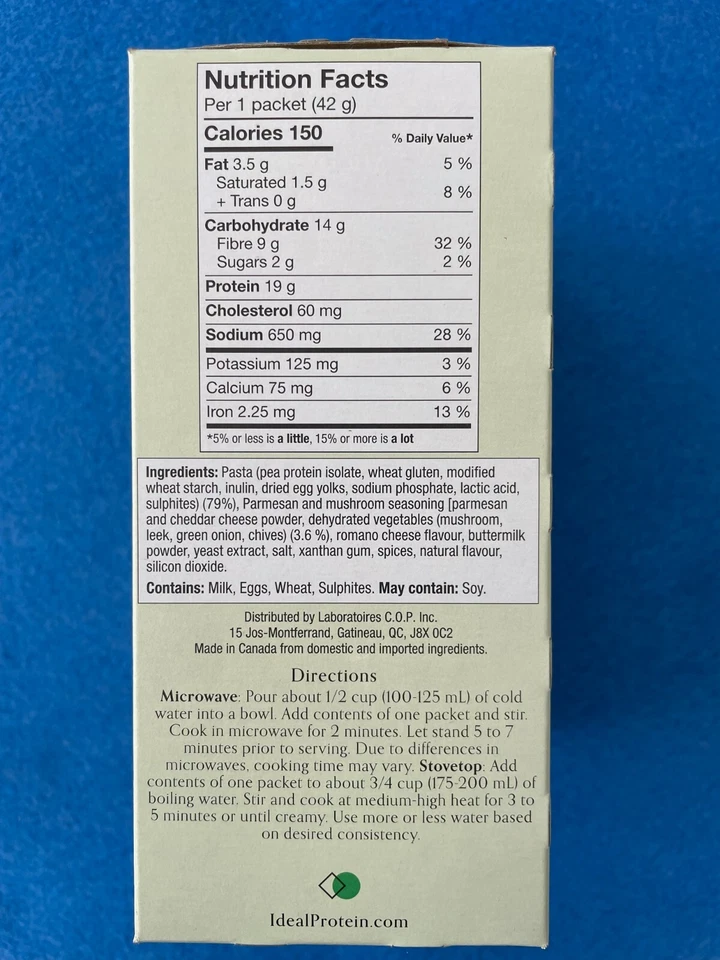 Nutrition Facts
Per 1 packet (42 g)
Calories 150
% Daily Value*
Fat 3.5 g 5 %
Saturated 1.5 g
+ Trans 0 g 8 %
Carbohydrate 14 g
Fibre 9 g 32 %
Sugars 2 g 2 %
Protein 19 g
Cholesterol 60 mg
Sodium 650 mg 28 %
Potassium 125 mg 3 %
Calcium 75 mg 6 %
Iron 2.25 mg 13 %
*5% or less is a little, 15% or more is a lot
Ingredients: Pasta (pea protein isolate, wheat gluten, modified
wheat starch, inulin, dried egg yolks, sodium phosphate, lactic acid,
sulphites) (79%), Parmesan and mushroom seasoning [parmesan
and cheddar cheese powder, dehydrated vegetables (mushroom,
leek, green onion, chives) (3.6 %), romano cheese flavour, buttermilk
powder, yeast extract, salt, xanthan gum, spices, natural flavour,
silicon dioxide.
Contains: Milk, Eggs, Wheat, Sulphites. May contain: Soy.
Distributed by Laboratoires C.O.P. Inc.
15 Jos-Montferrand, Gatineau, QC, J8X 0C2
Made in Canada from domestic and imported ingredients.
Directions
Microwave: Pour about 1/2 cup (100-125 mL) of cold
water into a bowl. Add contents of one packet and stir.
Cook in microwave for 2 minutes. Let stand 5 to 7
minutes prior to serving. Due to differences in
microwaves, cooking time may vary. Stovetop: Add
contents of one packet to about 3/4 cup (175-200 mL) of
boiling water. Stir and cook at medium-high heat for 3 to
5 minutes or until creamy. Use more or less water based
on desired consistency.
IdealProtein.com